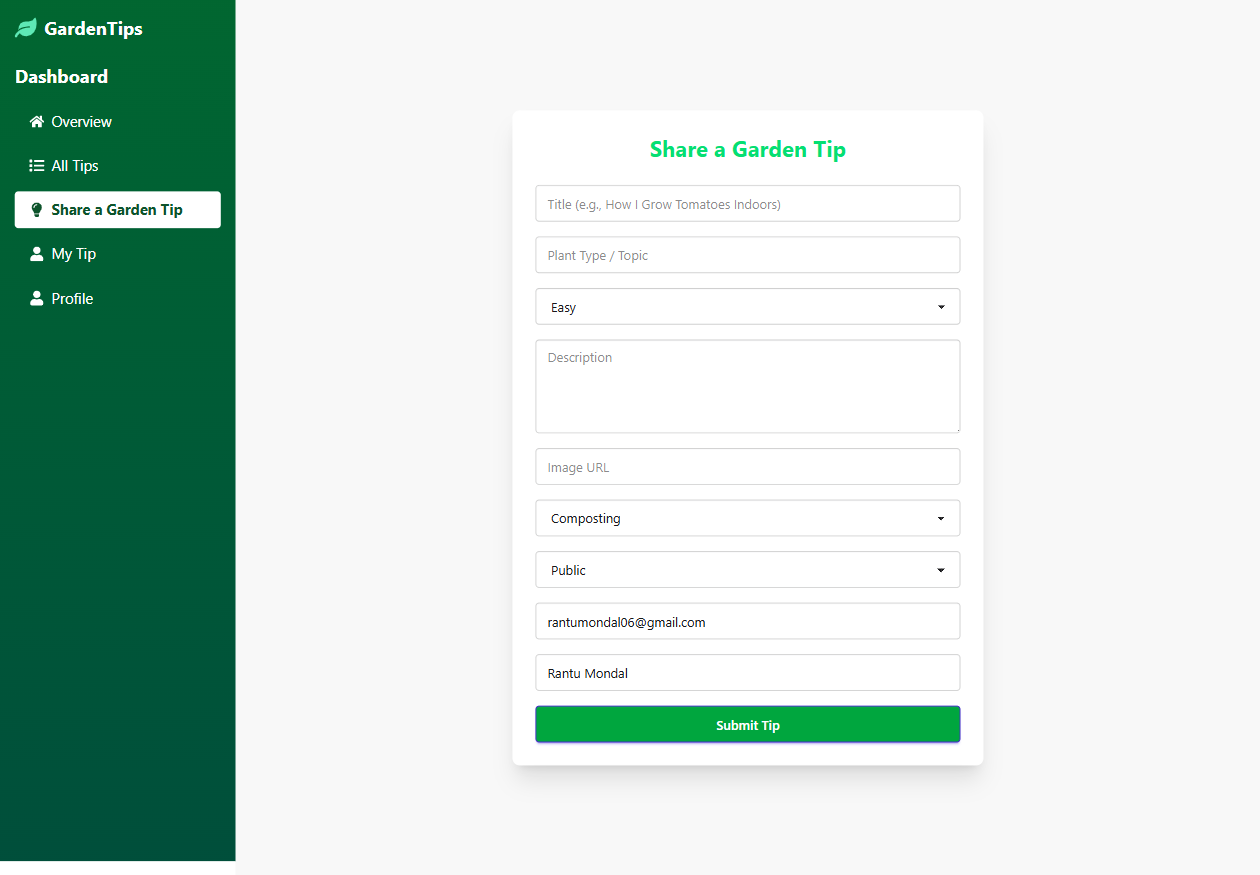 GardenTips
Dashboard
Overview
All Tips
Share a Garden Tip
My Tip
Profile
Share a Garden Tip
Title (e.g., How I Grow Tomatoes Indoors)
Plant Type / Topic
Easy
Description
Image URL
Composting
Public
rantumondal06@gmail.com
Rantu Mondal
Submit Tip